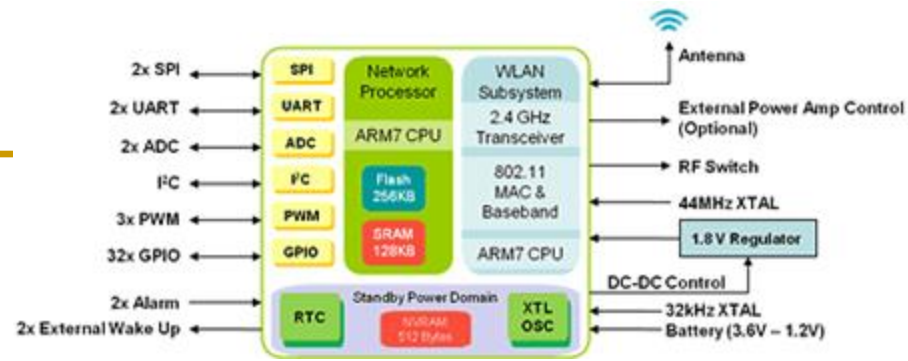 2x SPI
2x UART
2x ADC
I²C
3x PWM
32x GPIO
2x Alarm
2x External Wake Up
SPI
UART
ADC
I²C
PWM
GPIO
Network
Processor
ARM7 CPU
Flash
256KB
SRAM
128KB
WLAN
Subsystem
2.4 GHz
Transceiver
802.11
MAC &
Baseband
ARM7 CPU
Standby Power Domain
RTC
NVRAM
512 Bytes
XTL
OSC
Antenna
External Power Amp Control
(Optional)
RF Switch
44MHz XTAL
1.8 V Regulator
DC-DC Control
32kHz XTAL
Battery (3.6V – 1.2V)